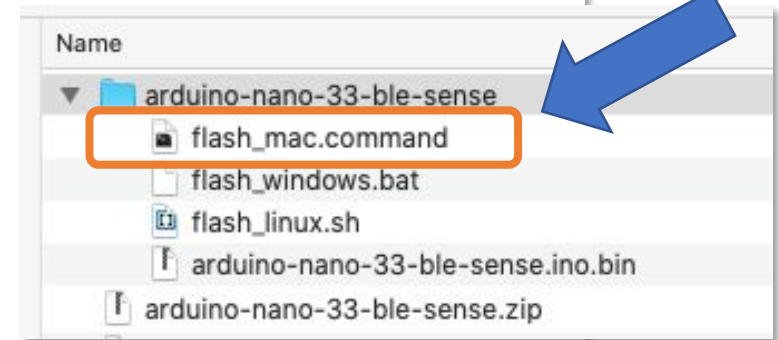 Name
arduino-nano-33-ble-sense
flash_mac.command
flash_windows.bat
flash_linux.sh
arduino-nano-33-ble-sense.ino.bin
arduino-nano-33-ble-sense.zip